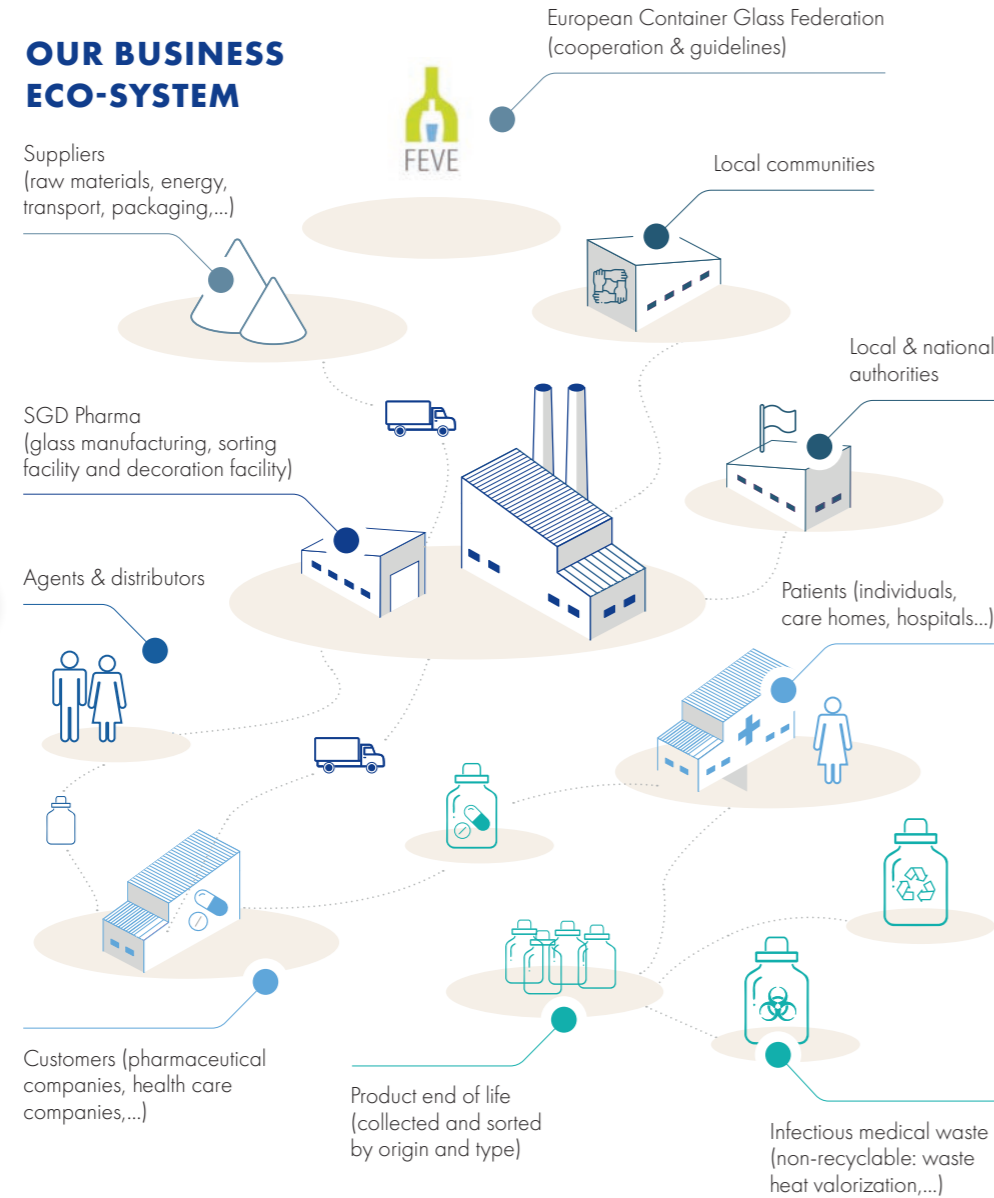 OUR BUSINESS
ECO-SYSTEM
European Container Glass Federation
(cooperation & guidelines)
FEVE
Suppliers
(raw materials, energy,
transport, packaging,...)
Local communities
Local & national
authorities
SGD Pharma
(glass manufacturing, sorting
facility and decoration facility)
Agents & distributors
Patients (individuals,
care homes, hospitals...)
Customers (pharmaceutical
companies, health care
companies,...)
Product end of life
(collected and sorted
by origin and type)
Infectious medical waste
(non-recyclable: waste
heat valorization,...)